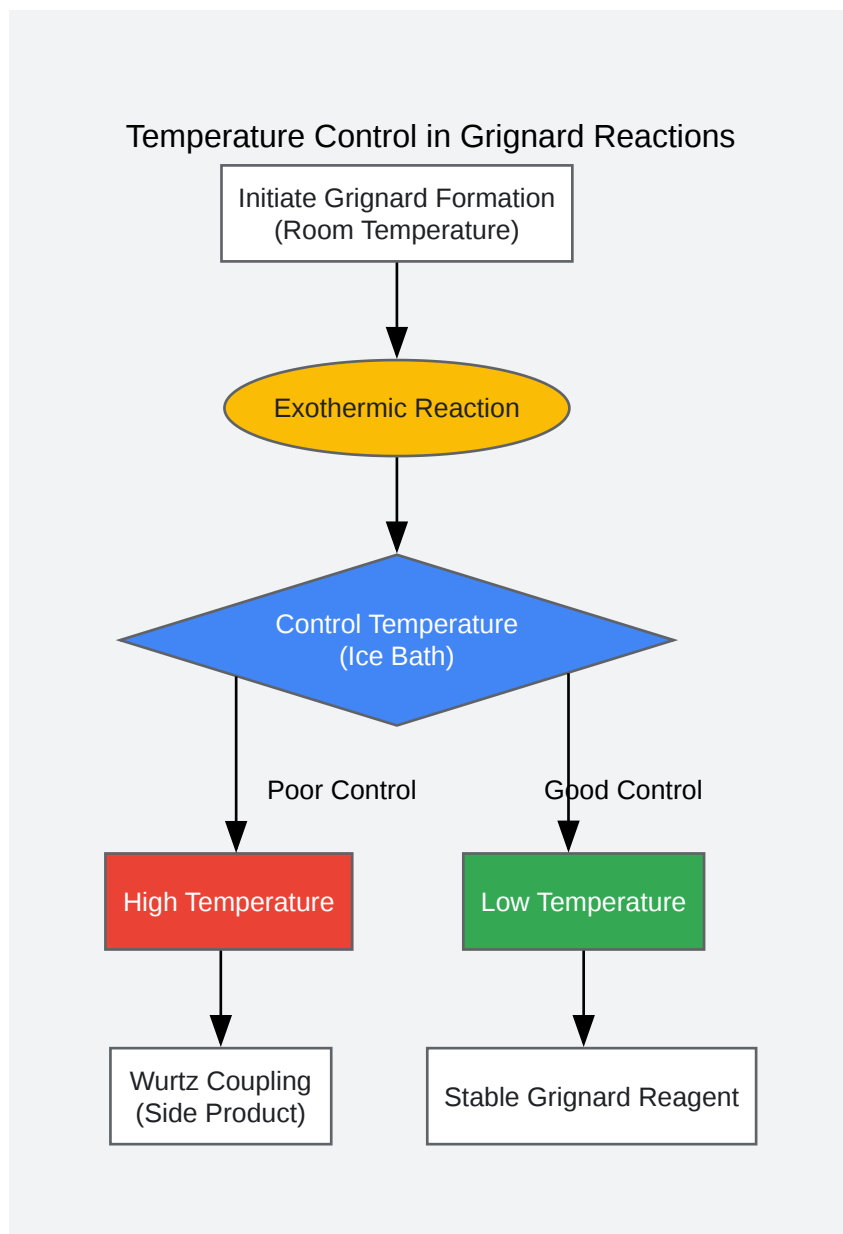 Temperature Control in Grignard Reactions
Initiate Grignard Formation
(Room Temperature)
Exothermic Reaction
Control Temperature
(Ice Bath)
Poor Control
Good Control
High Temperature
Low Temperature
Wurtz Coupling
(Side Product)
Stable Grignard Reagent